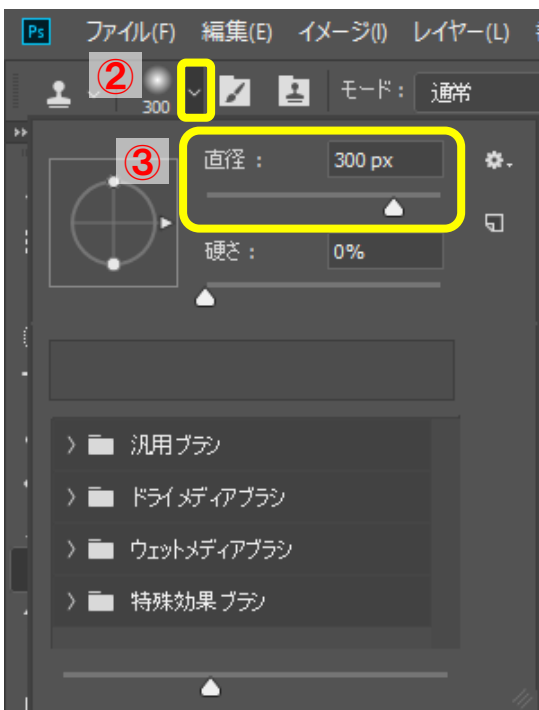 Ps ファイル(F) 編集(E) イメージ(I) レイヤー(L)
② 300 モード: 通常
③ 直径: 300 px
硬さ: 0%
汎用ブラシ
ドライメディアブラシ
ウェットメディアブラシ
特殊効果ブラシ